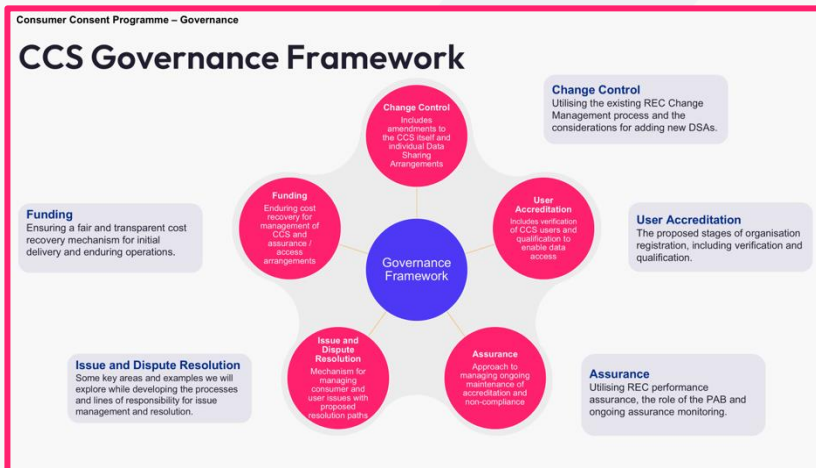 Consumer Consent Programme – Governance
CCS Governance Framework
Change Control
Includes
amendments to
the CCS itself and
individual Data
Sharing
Arrangements
Change Control
Utilising the existing REC Change
Management process and the
considerations for adding new DSAs.
Funding
Enduring cost
recovery for
management of
CCS and
assurance /
access
arrangements
User
Accreditation
Includes verification
of CCS users and
qualification to
enable data
access
Funding
Ensuring a fair and transparent cost
recovery mechanism for initial
delivery and enduring operations.
User Accreditation
The proposed stages of organisation
registration, including verification and
qualification.
Governance
Framework
Issue and
Dispute
Resolution
Mechanism for
managing
consumer and
user issues with
proposed
resolution paths
Assurance
Approach to
managing ongoing
maintenance of
accreditation and
non-compliance
Issue and Dispute Resolution
Some key areas and examples we will
explore while developing the processes
and lines of responsibility for issue
management and resolution.
Assurance
Utilising REC performance
assurance, the role of the PAB and
ongoing assurance monitoring.